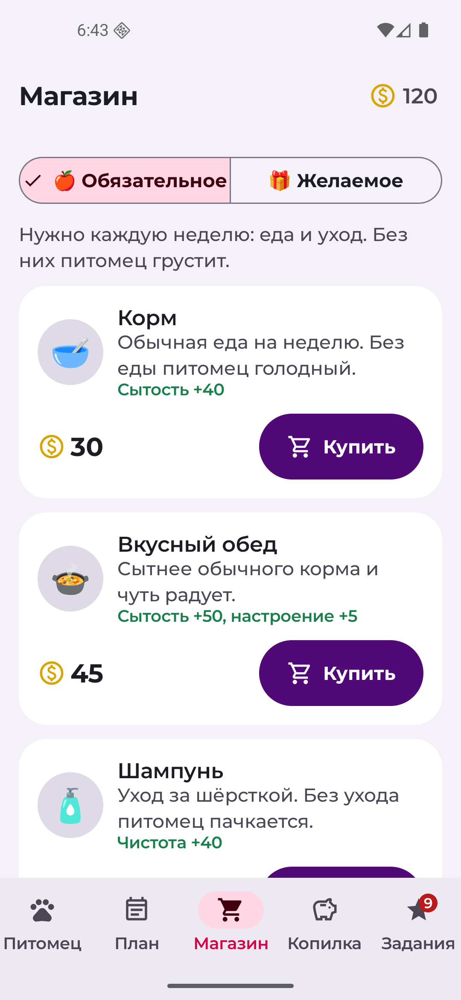 6:43
Магазин
120
Обязательное
Желаемое
Нужно каждую неделю: еда и уход. Без
них питомец грустит.
Корм
Обычная еда на неделю. Без
еды питомец голодный.
Сытость +40
30
Купить
Вкусный обед
Сытнее обычного корма и
чуть радует.
Сытость +50, настроение +5
45
Купить
Шампунь
Уход за шёрсткой. Без ухода
питомец пачкается.
Чистота +40
9
Питомец
План
Магазин
Копилка
Задания